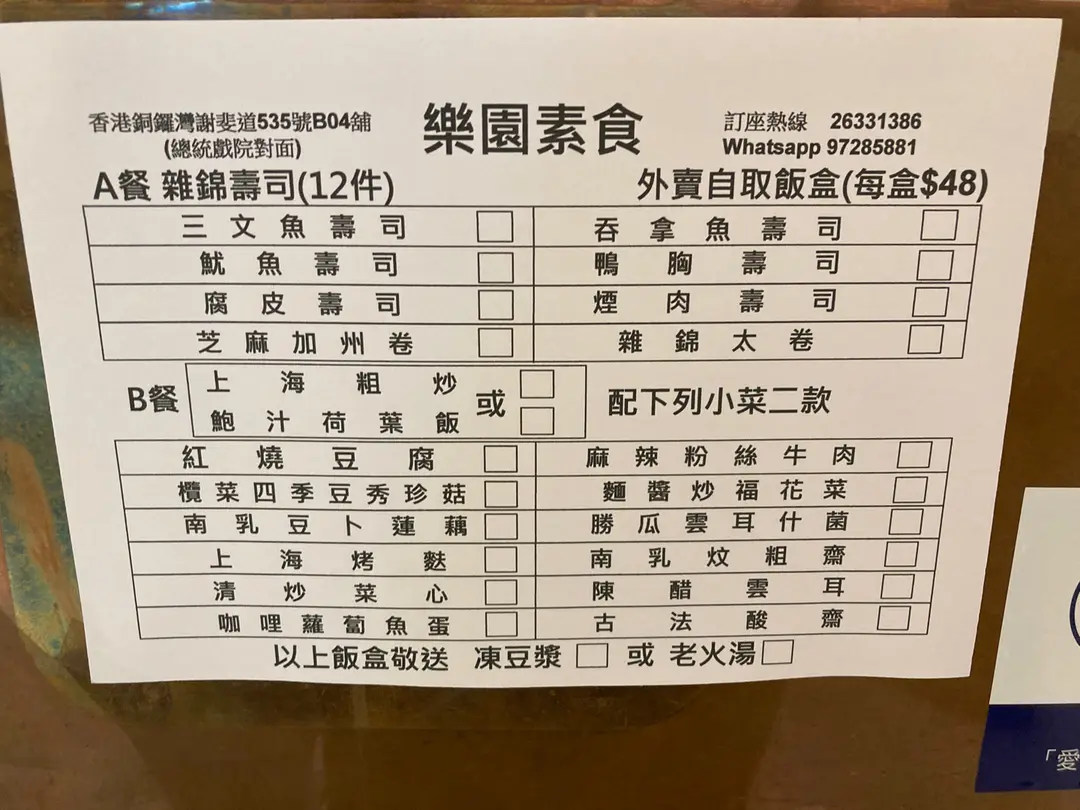 樂園素食
香港銅鑼灣謝斐道535號B04舖
(總統戲院對面)
訂座熱線 26331386
Whatsapp 97285881
A餐 雜錦壽司(12件) 外賣自取飯盒(每盒$48)
三文魚壽司 吞拿魚壽司
魷魚壽司 鴨胸壽司
腐皮壽司 煙肉壽司
芝麻加州卷 雜錦太卷
B餐 上海粗炒 或 鮑汁荷葉飯 配下列小菜二款
紅燒豆腐 麻辣粉絲牛肉
欖菜四季豆秀珍菇 麵醬炒福花菜
南乳豆卜蓮藕 勝瓜雲耳什菌
上海烤麩 南乳炆粗齋
清炒菜心 陳醋雲耳
咖哩蘿蔔魚蛋 古法酸齋
以上飯盒敬送 凍豆漿 或 老火湯
「愛